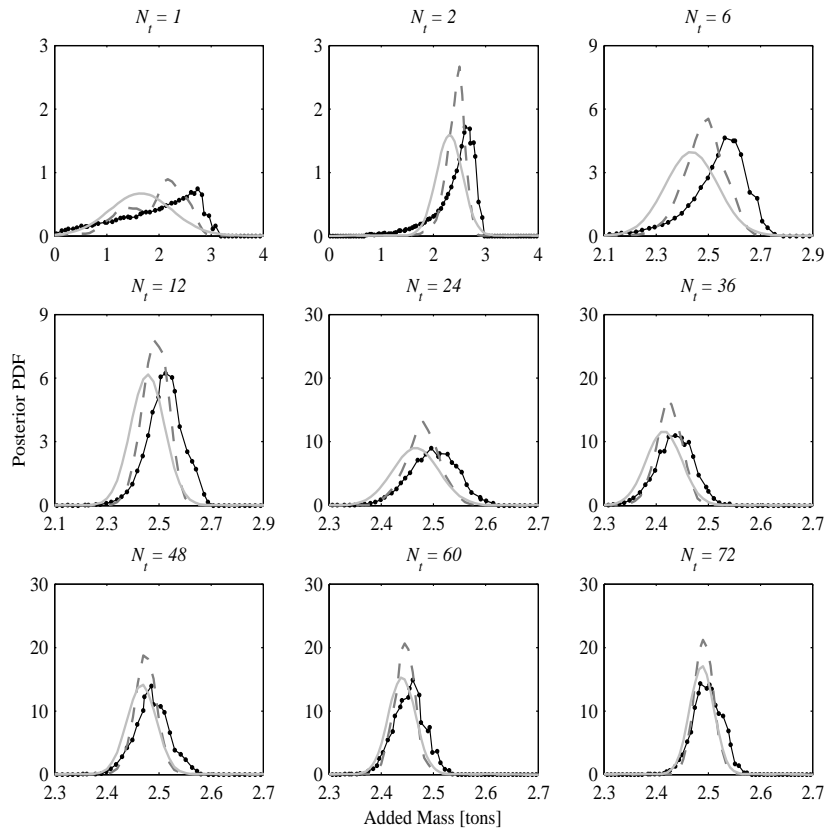 N_t = 1
N_t = 2
N_t = 6
3
2
1
0
0 1 2 3 4
3
2
1
0
0 1 2 3 4
9
6
3
0
2.1 2.3 2.5 2.7 2.9
N_t = 12
N_t = 24
N_t = 36
Posterior PDF
9
6
3
0
2.1 2.3 2.5 2.7 2.9
30
20
10
0
2.3 2.4 2.5 2.6 2.7
30
20
10
0
2.3 2.4 2.5 2.6 2.7
N_t = 48
N_t = 60
N_t = 72
30
20
10
0
2.3 2.4 2.5 2.6 2.7
30
20
10
0
2.3 2.4 2.5 2.6 2.7
30
20
10
0
2.3 2.4 2.5 2.6 2.7
Added Mass [tons]